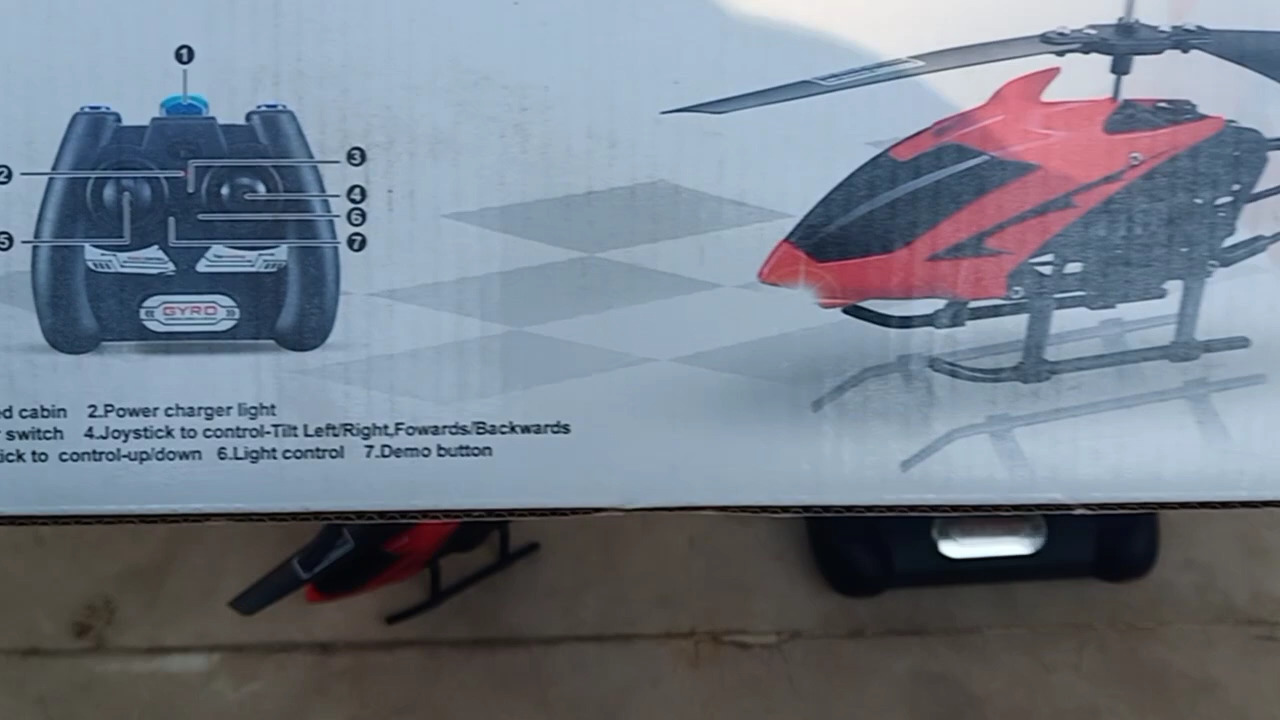 1
2
3
4
6
5
7
GYRO
ed cabin 2.Power charger light
switch 4.Joystick to control-Tilt Left/Right,Fowards/Backwards
ick to control-up/down 6.Light control 7.Demo button